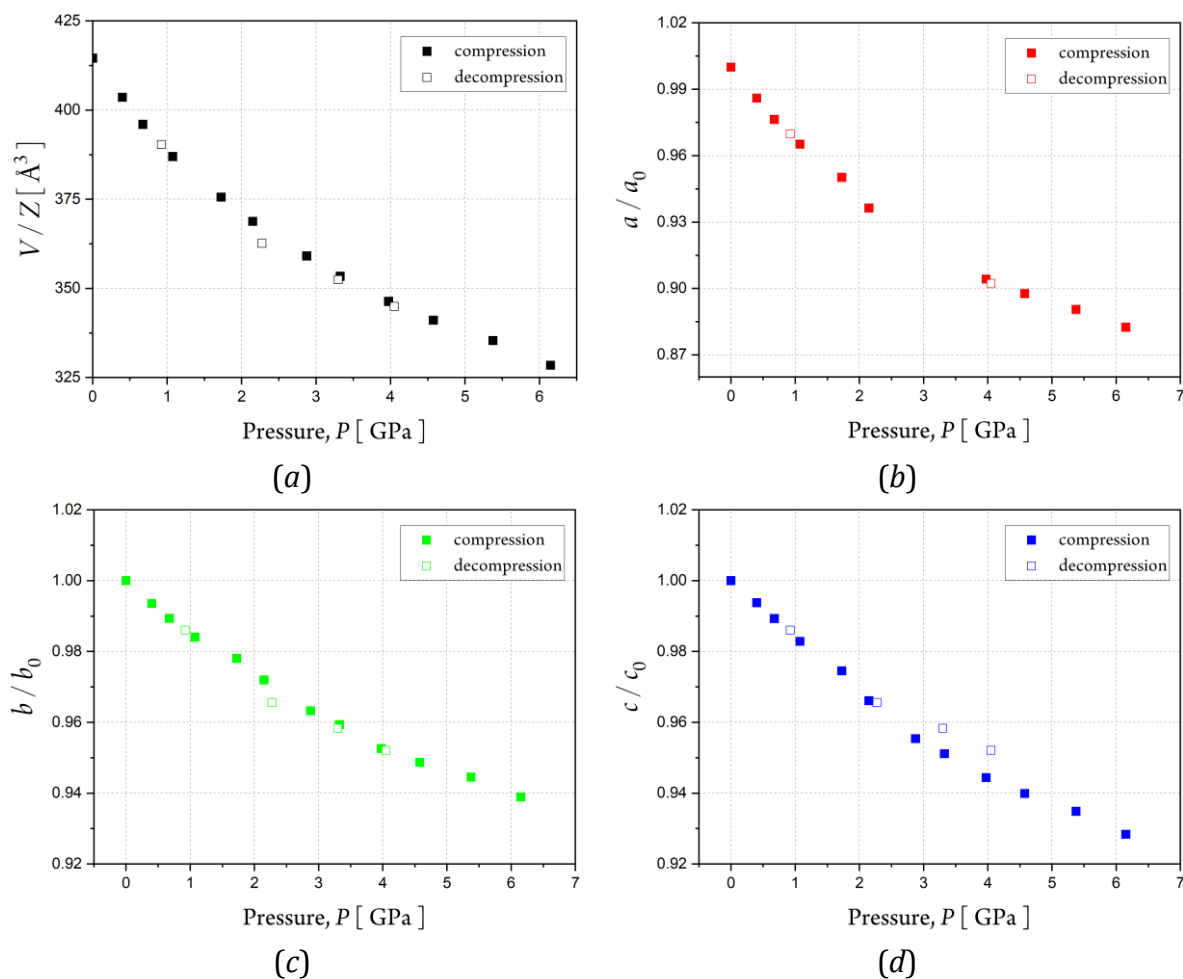 425
400
375
350
325
V / Z [ Å³ ]
compression
decompression
0 1 2 3 4 5 6
Pressure, P [ GPa ]
(a)
1.02
0.99
0.96
0.93
0.90
0.87
a / a₀
compression
decompression
0 1 2 3 4 5 6 7
Pressure, P [ GPa ]
(b)
1.02
1.00
0.98
0.96
0.94
0.92
b / b₀
compression
decompression
0 1 2 3 4 5 6 7
Pressure, P [ GPa ]
(c)
1.02
1.00
0.98
0.96
0.94
0.92
c / c₀
compression
decompression
0 1 2 3 4 5 6 7
Pressure, P [ GPa ]
(d)